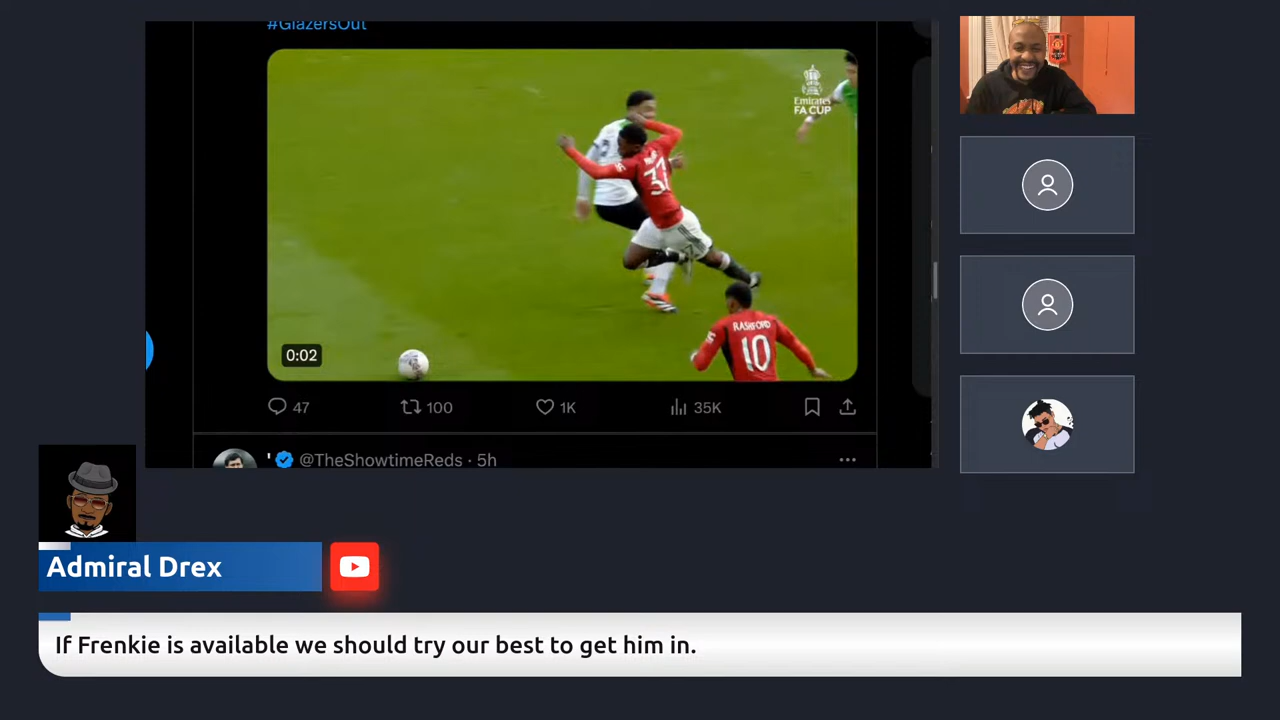 #GlazersOut
Emirates
FA CUP
37
RASHFORD
10
0:02
47
100
1K
35K
' @TheShowtimeReds · 5h
Admiral Drex
If Frenkie is available we should try our best to get him in.